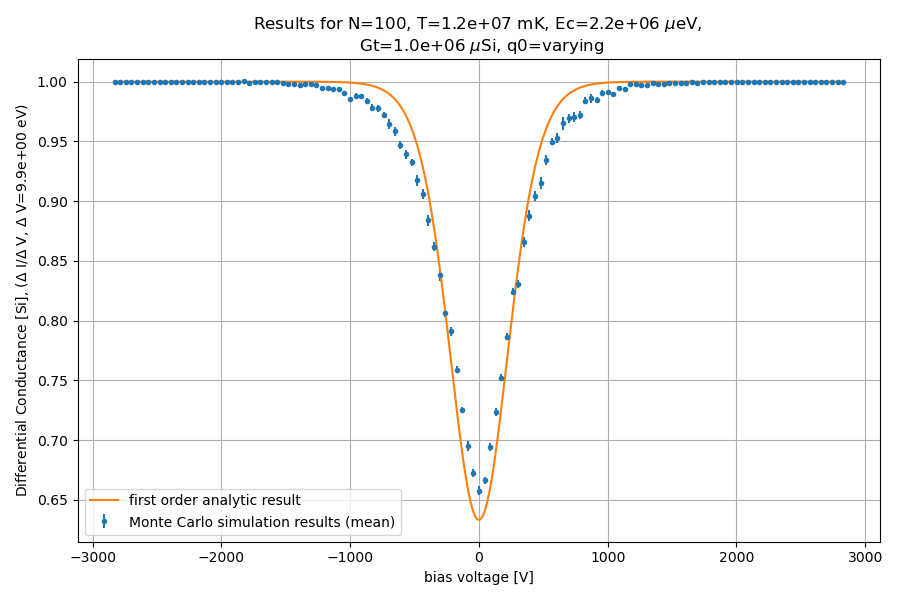 Results for N=100, T=1.2e+07 mK, Ec=2.2e+06 μeV,
Gt=1.0e+06 μSi, q0=varying
Differential Conductance [Si], (Δ I/Δ V, Δ V=9.9e+00 eV)
1.00
0.95
0.90
0.85
0.80
0.75
0.70
0.65
first order analytic result
Monte Carlo simulation results (mean)
−3000 −2000 −1000 0 1000 2000 3000
bias voltage [V]